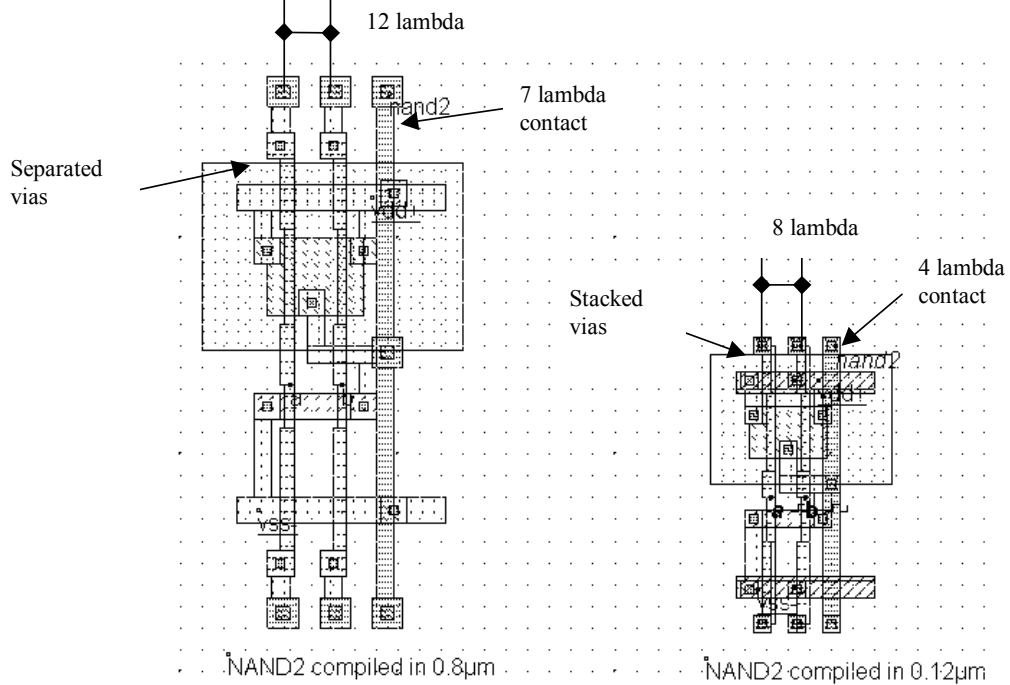 12 lambda
nand2
7 lambda
contact
Separated
vias
vdd+
a
b
vss-
NAND2 compiled in 0.8µm
8 lambda
4 lambda
contact
Stacked
vias
nand2
vdd+
a
b
vss-
NAND2 compiled in 0.12µm